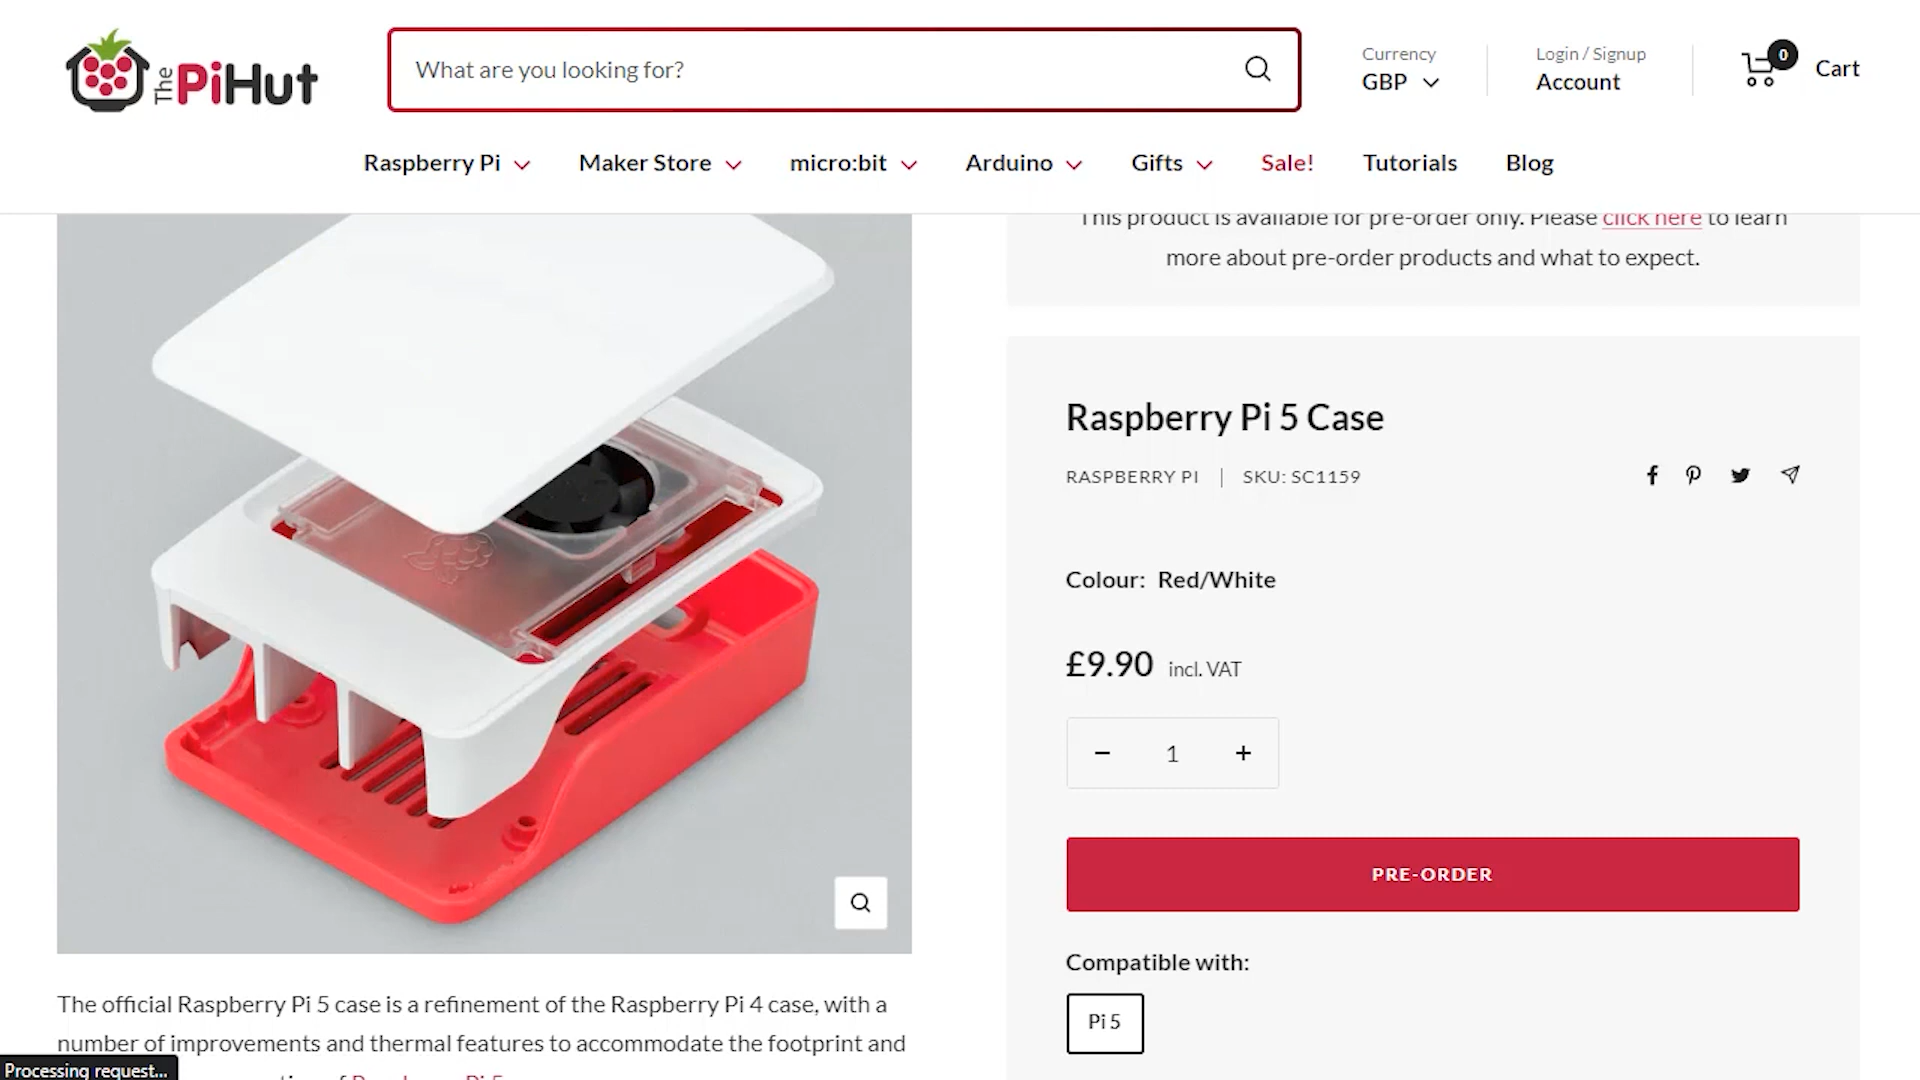 The PiHut
What are you looking for?
Currency
GBP
Login / Signup
Account
0
Cart
Raspberry Pi
Maker Store
micro:bit
Arduino
Gifts
Sale!
Tutorials
Blog
This product is available for pre-order only. Please click here to learn
more about pre-order products and what to expect.
Raspberry Pi 5 Case
RASPBERRY PI
SKU: SC1159
Colour: Red/White
£9.90 incl. VAT
− 1 +
PRE-ORDER
Compatible with:
Pi 5
The official Raspberry Pi 5 case is a refinement of the Raspberry Pi 4 case, with a
number of improvements and thermal features to accommodate the footprint and
of Raspberry Pi 5
Processing request...